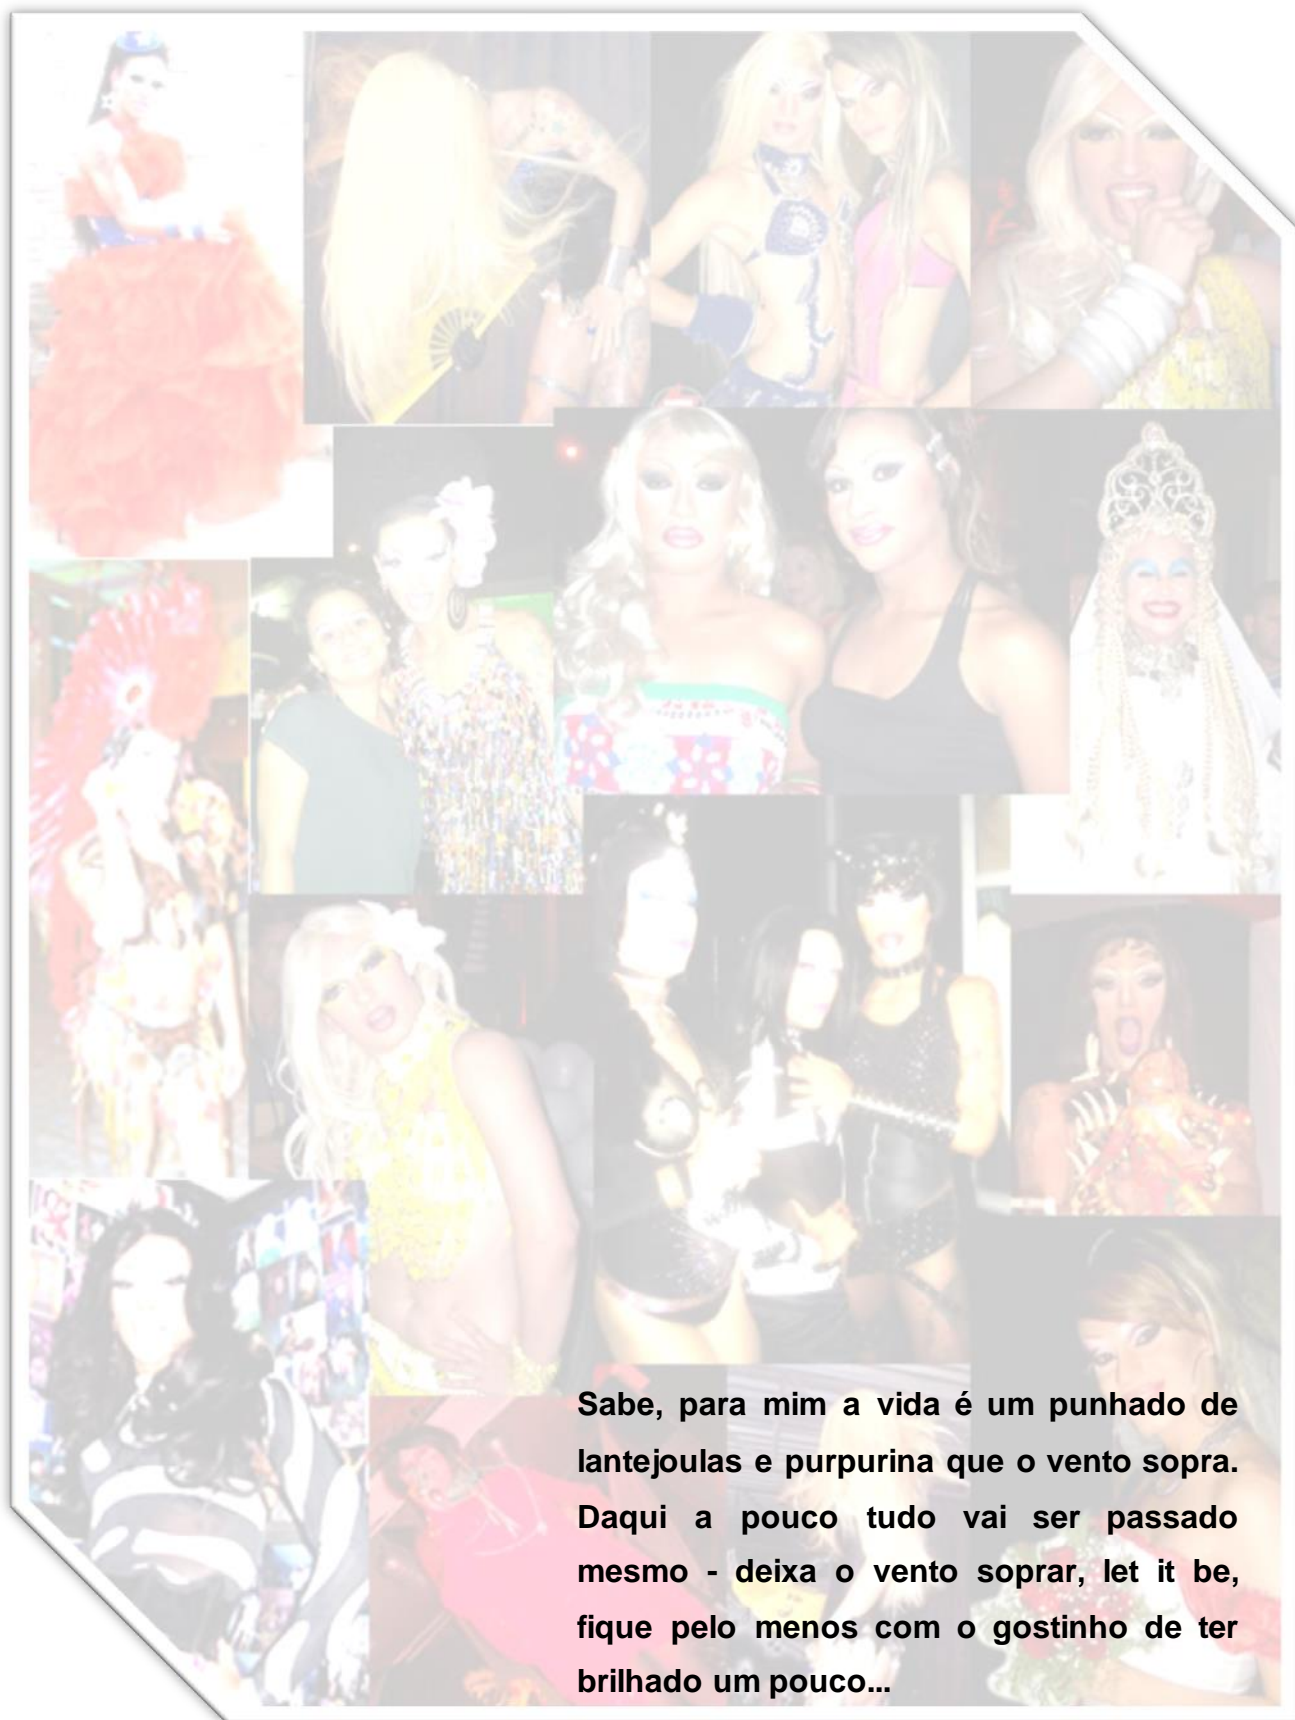 Sabe, para mim a vida é um punhado de
lantejoulas e purpurina que o vento sopra.
Daqui a pouco tudo vai ser passado
mesmo - deixa o vento soprar, let it be,
fique pelo menos com o gostinho de ter
brilhado um pouco...